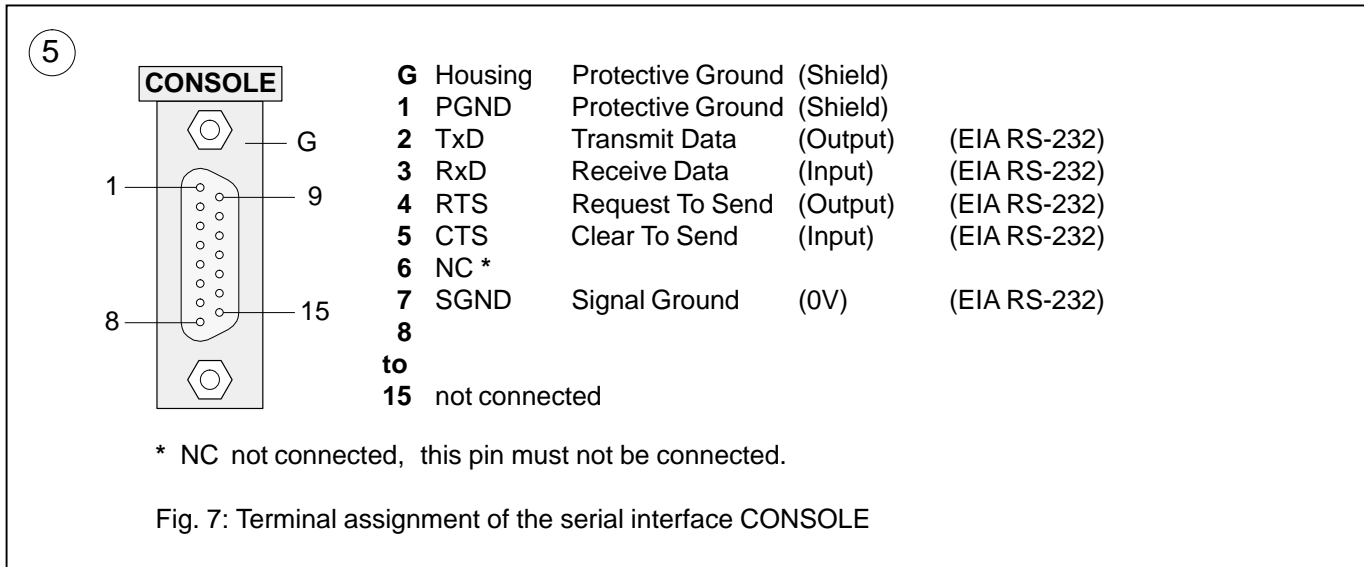 5
CONSOLE
G
1
9
8
15
G Housing Protective Ground (Shield)
1 PGND Protective Ground (Shield)
2 TxD Transmit Data (Output) (EIA RS-232)
3 RxD Receive Data (Input) (EIA RS-232)
4 RTS Request To Send (Output) (EIA RS-232)
5 CTS Clear To Send (Input) (EIA RS-232)
6 NC *
7 SGND Signal Ground (0V) (EIA RS-232)
8
to
15 not connected
* NC not connected, this pin must not be connected.
Fig. 7: Terminal assignment of the serial interface CONSOLE